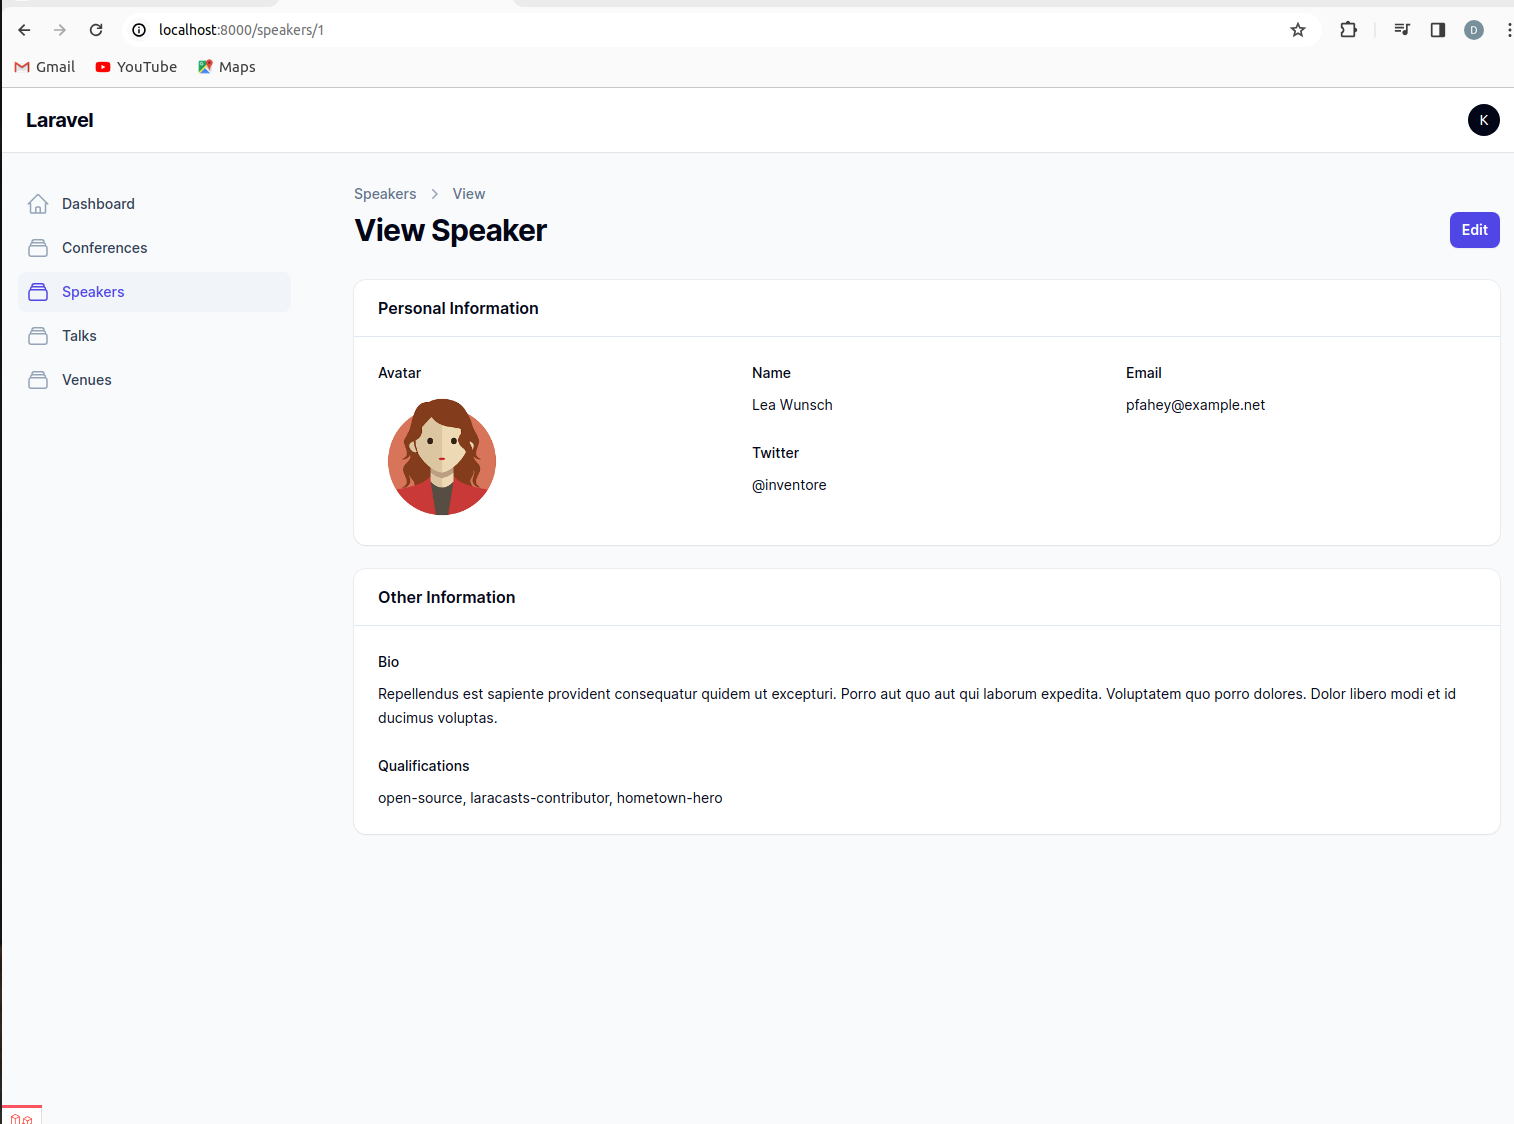 localhost:8000/speakers/1
D
Gmail YouTube Maps
Laravel
K
Dashboard
Conferences
Speakers
Talks
Venues
Speakers View
View Speaker
Edit
Personal Information
Avatar
Name
Lea Wunsch
Email
pfahey@example.net
Twitter
@inventore
Other Information
Bio
Repellendus est sapiente provident consequatur quidem ut excepturi. Porro aut quo aut qui laborum expedita. Voluptatem quo porro dolores. Dolor libero modi et id
ducimus voluptas.
Qualifications
open-source, laracasts-contributor, hometown-hero